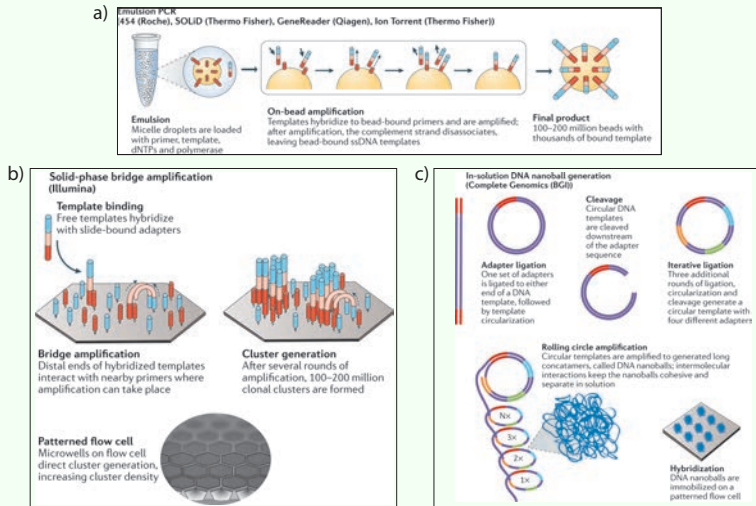 a)
Emulsion PCR
(454 (Roche), SOLiD (Thermo Fisher), GeneReader (Qiagen), Ion Torrent (Thermo Fisher))
Emulsion
Micelle droplets are loaded
with primer, template,
dNTPs and polymerase
On-bead amplification
Templates hybridize to bead-bound primers and are amplified;
after amplification, the complement strand disassociates,
leaving bead-bound ssDNA templates
Final product
100–200 million beads with
thousands of bound template
b)
Solid-phase bridge amplification
(Illumina)
Template binding
Free templates hybridize
with slide-bound adapters
Bridge amplification
Distal ends of hybridized templates
interact with nearby primers where
amplification can take place
Cluster generation
After several rounds of
amplification, 100–200 million
clonal clusters are formed
Patterned flow cell
Microwells on flow cell
direct cluster generation,
increasing cluster density
c)
In-solution DNA nanoball generation
(Complete Genomics (BGI))
Adapter ligation
One set of adapters
is ligated to either
end of a DNA
template, followed
by template
circularization
Cleavage
Circular DNA
templates
are cleaved
downstream
of the adapter
sequence
Iterative ligation
Three additional
rounds of ligation,
circularization and
cleavage generate a
circular template with
four different adapters
Rolling circle amplification
Circular templates are amplified to generated long
concatamers, called DNA nanoballs; intermolecular
interactions keep the nanoballs cohesive and
separate in solution
Nx
3x
2x
1x
Hybridization
DNA nanoballs are
immobilized on a
patterned flow cell